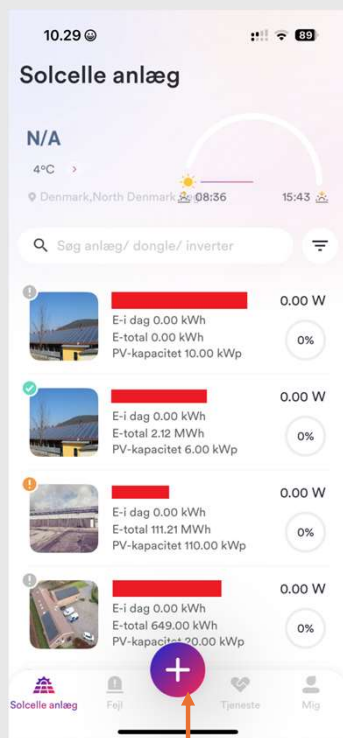 10.29
89
Solcelle anlæg
N/A
4°C >
Denmark,North Denmark
08:36
15:43
Søg anlæg/ dongle/ inverter
0.00 W
E-i dag 0.00 kWh
E-total 0.00 kWh
PV-kapacitet 10.00 kWp
0%
0.00 W
E-i dag 0.00 kWh
E-total 2.12 MWh
PV-kapacitet 6.00 kWp
0%
0.00 W
E-i dag 0.00 kWh
E-total 111.21 MWh
PV-kapacitet 110.00 kWp
0%
0.00 W
E-i dag 0.00 kWh
E-total 649.00 kWh
PV-kapacitet 20.00 kWp
0%
Solcelle anlæg
Fejl
Tjeneste
Mig